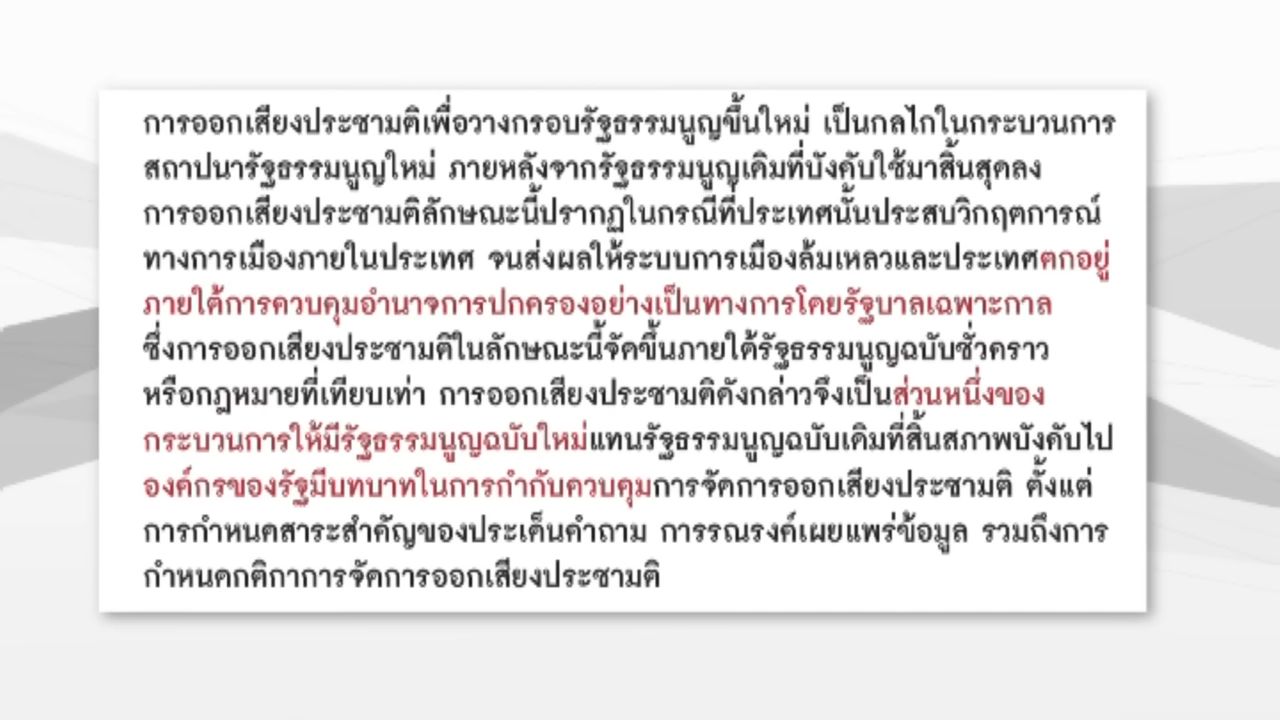 การออกเสียงประชามติเพื่อวางกรอบรัฐธรรมนูญขึ้นใหม่ เป็นกลไกในกระบวนการ
สถาปนารัฐธรรมนูญใหม่ ภายหลังจากรัฐธรรมนูญเดิมที่บังคับใช้มาสิ้นสุดลง
การออกเสียงประชามติลักษณะนี้ปรากฏในกรณีที่ประเทศนั้นประสบวิกฤตการณ์
ทางการเมืองภายในประเทศ จนส่งผลให้ระบบการเมืองล้มเหลวและประเทศตกอยู่
ภายใต้การควบคุมอำนาจการปกครองอย่างเป็นทางการโดยรัฐบาลเฉพาะกาล
ซึ่งการออกเสียงประชามติในลักษณะนี้จัดขึ้นภายใต้รัฐธรรมนูญฉบับชั่วคราว
หรือกฎหมายที่เทียบเท่า การออกเสียงประชามติดังกล่าวจึงเป็นส่วนหนึ่งของ
กระบวนการให้มีรัฐธรรมนูญฉบับใหม่แทนรัฐธรรมนูญฉบับเดิมที่สิ้นสภาพบังคับไป
องค์กรของรัฐมีบทบาทในการกำกับควบคุมการจัดการออกเสียงประชามติ ตั้งแต่
การกำหนดสาระสำคัญของประเด็นคำถาม การรณรงค์เผยแพร่ข้อมูล รวมถึงการ
กำหนดกติกาการจัดการออกเสียงประชามติ